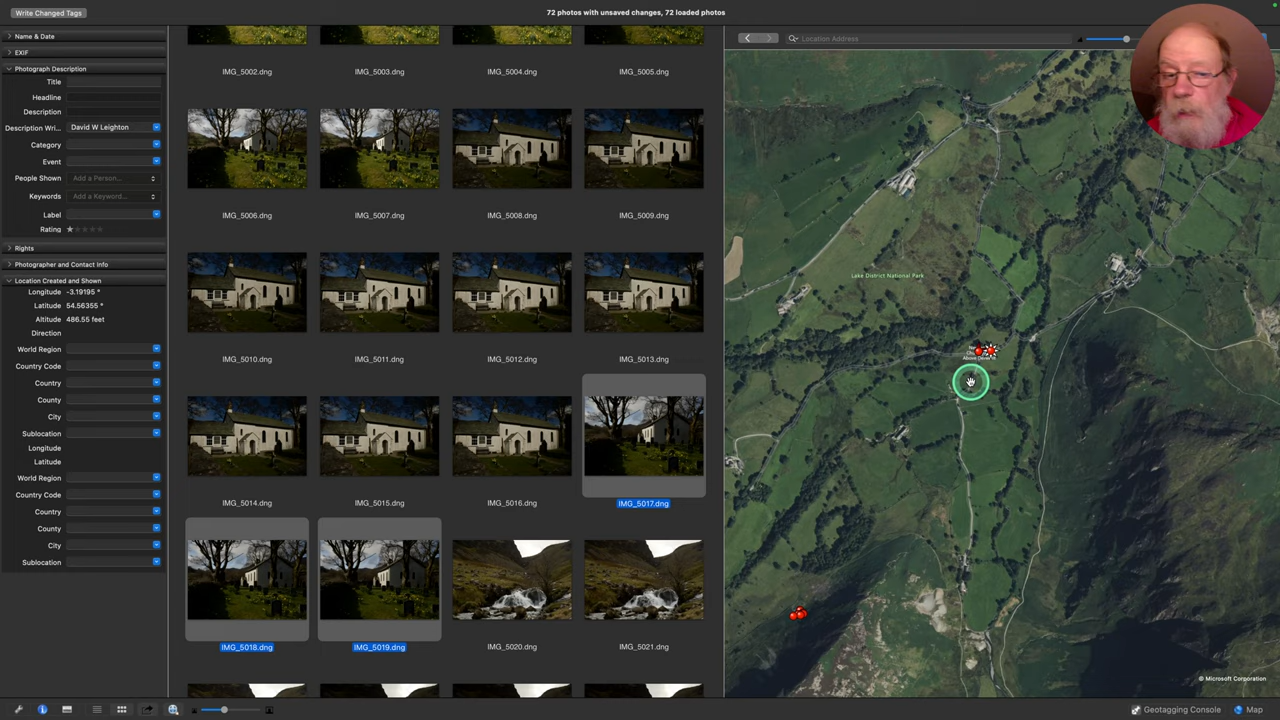 Write Changed Tags
72 photos with unsaved changes, 72 loaded photos
Name & Date
EXIF
Photograph Description
Title
Headline
Description
Description Wri... David W Leighton
Category
Event
People Shown Add a Person...
Keywords Add a Keyword...
Label
Rating
Rights
Photographer and Contact Info
Location Created and Shown
Longitude -3.19195 °
Latitude 54.56355 °
Altitude 486.55 feet
Direction
World Region
Country Code
Country
County
City
Sublocation
Longitude
Latitude
World Region
Country Code
Country
County
City
Sublocation
IMG_5002.dng IMG_5003.dng IMG_5004.dng IMG_5005.dng
IMG_5006.dng IMG_5007.dng IMG_5008.dng IMG_5009.dng
IMG_5010.dng IMG_5011.dng IMG_5012.dng IMG_5013.dng
IMG_5014.dng IMG_5015.dng IMG_5016.dng IMG_5017.dng
IMG_5018.dng IMG_5019.dng IMG_5020.dng IMG_5021.dng
Location Address
Lake District National Park
© Microsoft Corporation
Geotagging Console Map